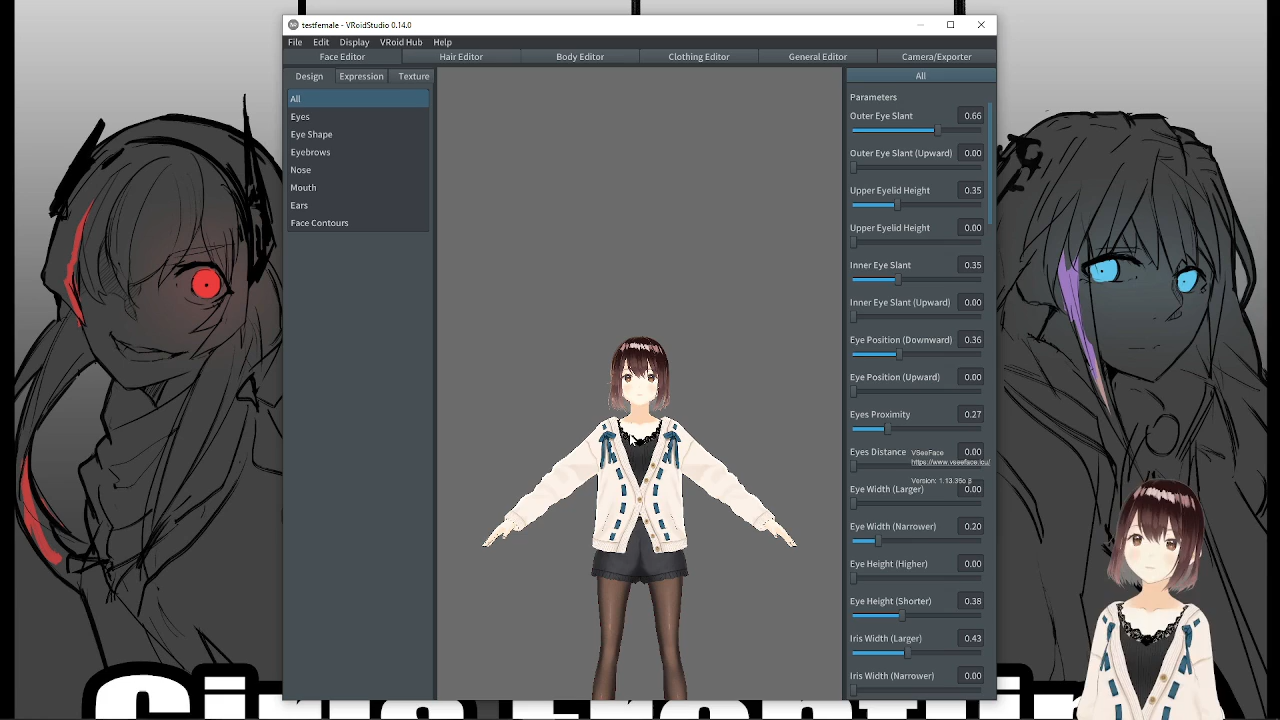 testfemale - VRoidStudio 0.14.0
File Edit Display VRoid Hub Help
Face Editor Hair Editor Body Editor Clothing Editor General Editor Camera/Exporter
Design Expression Texture
All
Eyes
Eye Shape
Eyebrows
Nose
Mouth
Ears
Face Contours
All
Parameters
Outer Eye Slant 0.66
Outer Eye Slant (Upward) 0.00
Upper Eyelid Height 0.35
Upper Eyelid Height 0.00
Inner Eye Slant 0.35
Inner Eye Slant (Upward) 0.00
Eye Position (Downward) 0.36
Eye Position (Upward) 0.00
Eyes Proximity 0.27
Eyes Distance 0.00
VSeeFace
https://www.vseeface.icu/
Version: 1.13.36
Eye Width (Larger) 0.00
Eye Width (Narrower) 0.20
Eye Height (Higher) 0.00
Eye Height (Shorter) 0.38
Iris Width (Larger) 0.43
Iris Width (Narrower) 0.00